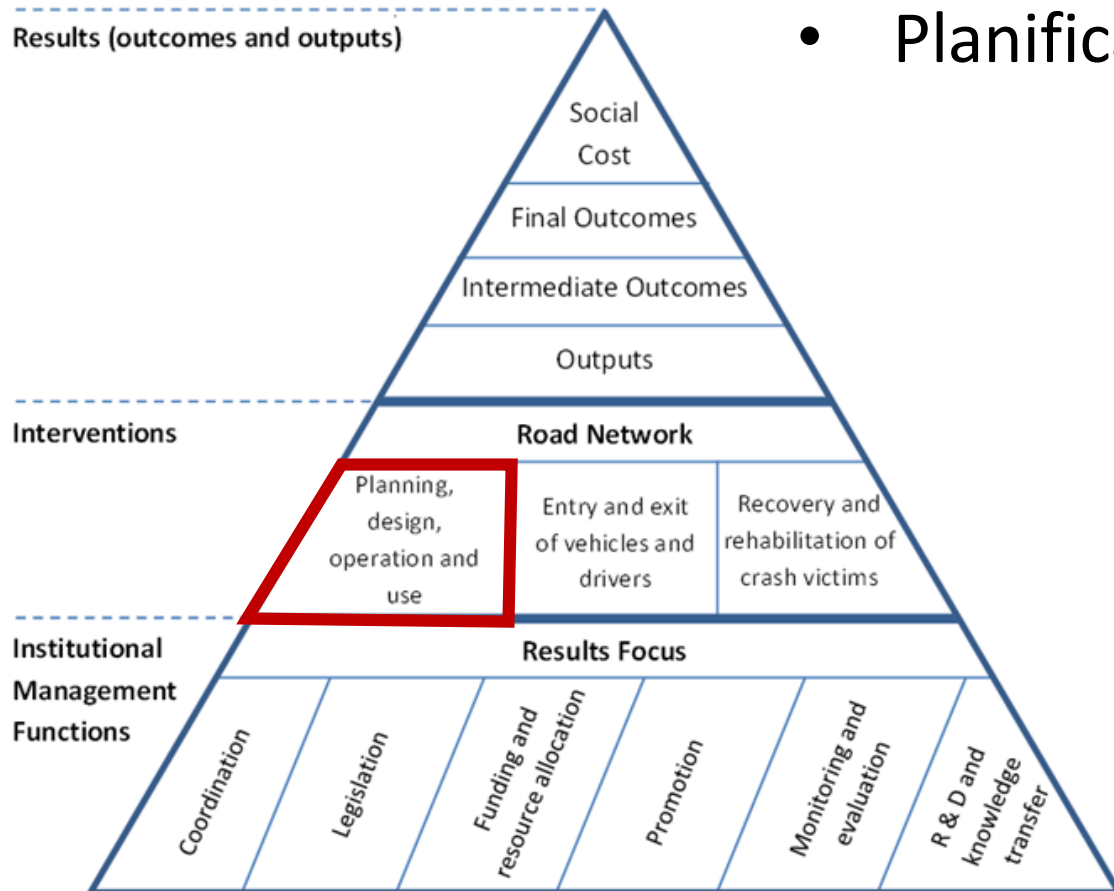 Results (outcomes and outputs)
•
Social
Cost
Final Outcomes
Intermediate Outcomes
Outputs
Interventions
Road Network
Planning,
design,
operation and
use
Entry and exit
of vehicles and
drivers
Recovery and
rehabilitation of
crash victims
Institutional
Management
Functions
Results Focus
Coordination
Legislation
Funding and
resource allocation
Promotion
Monitoring and
evaluation
R & D and
knowledge
transfer